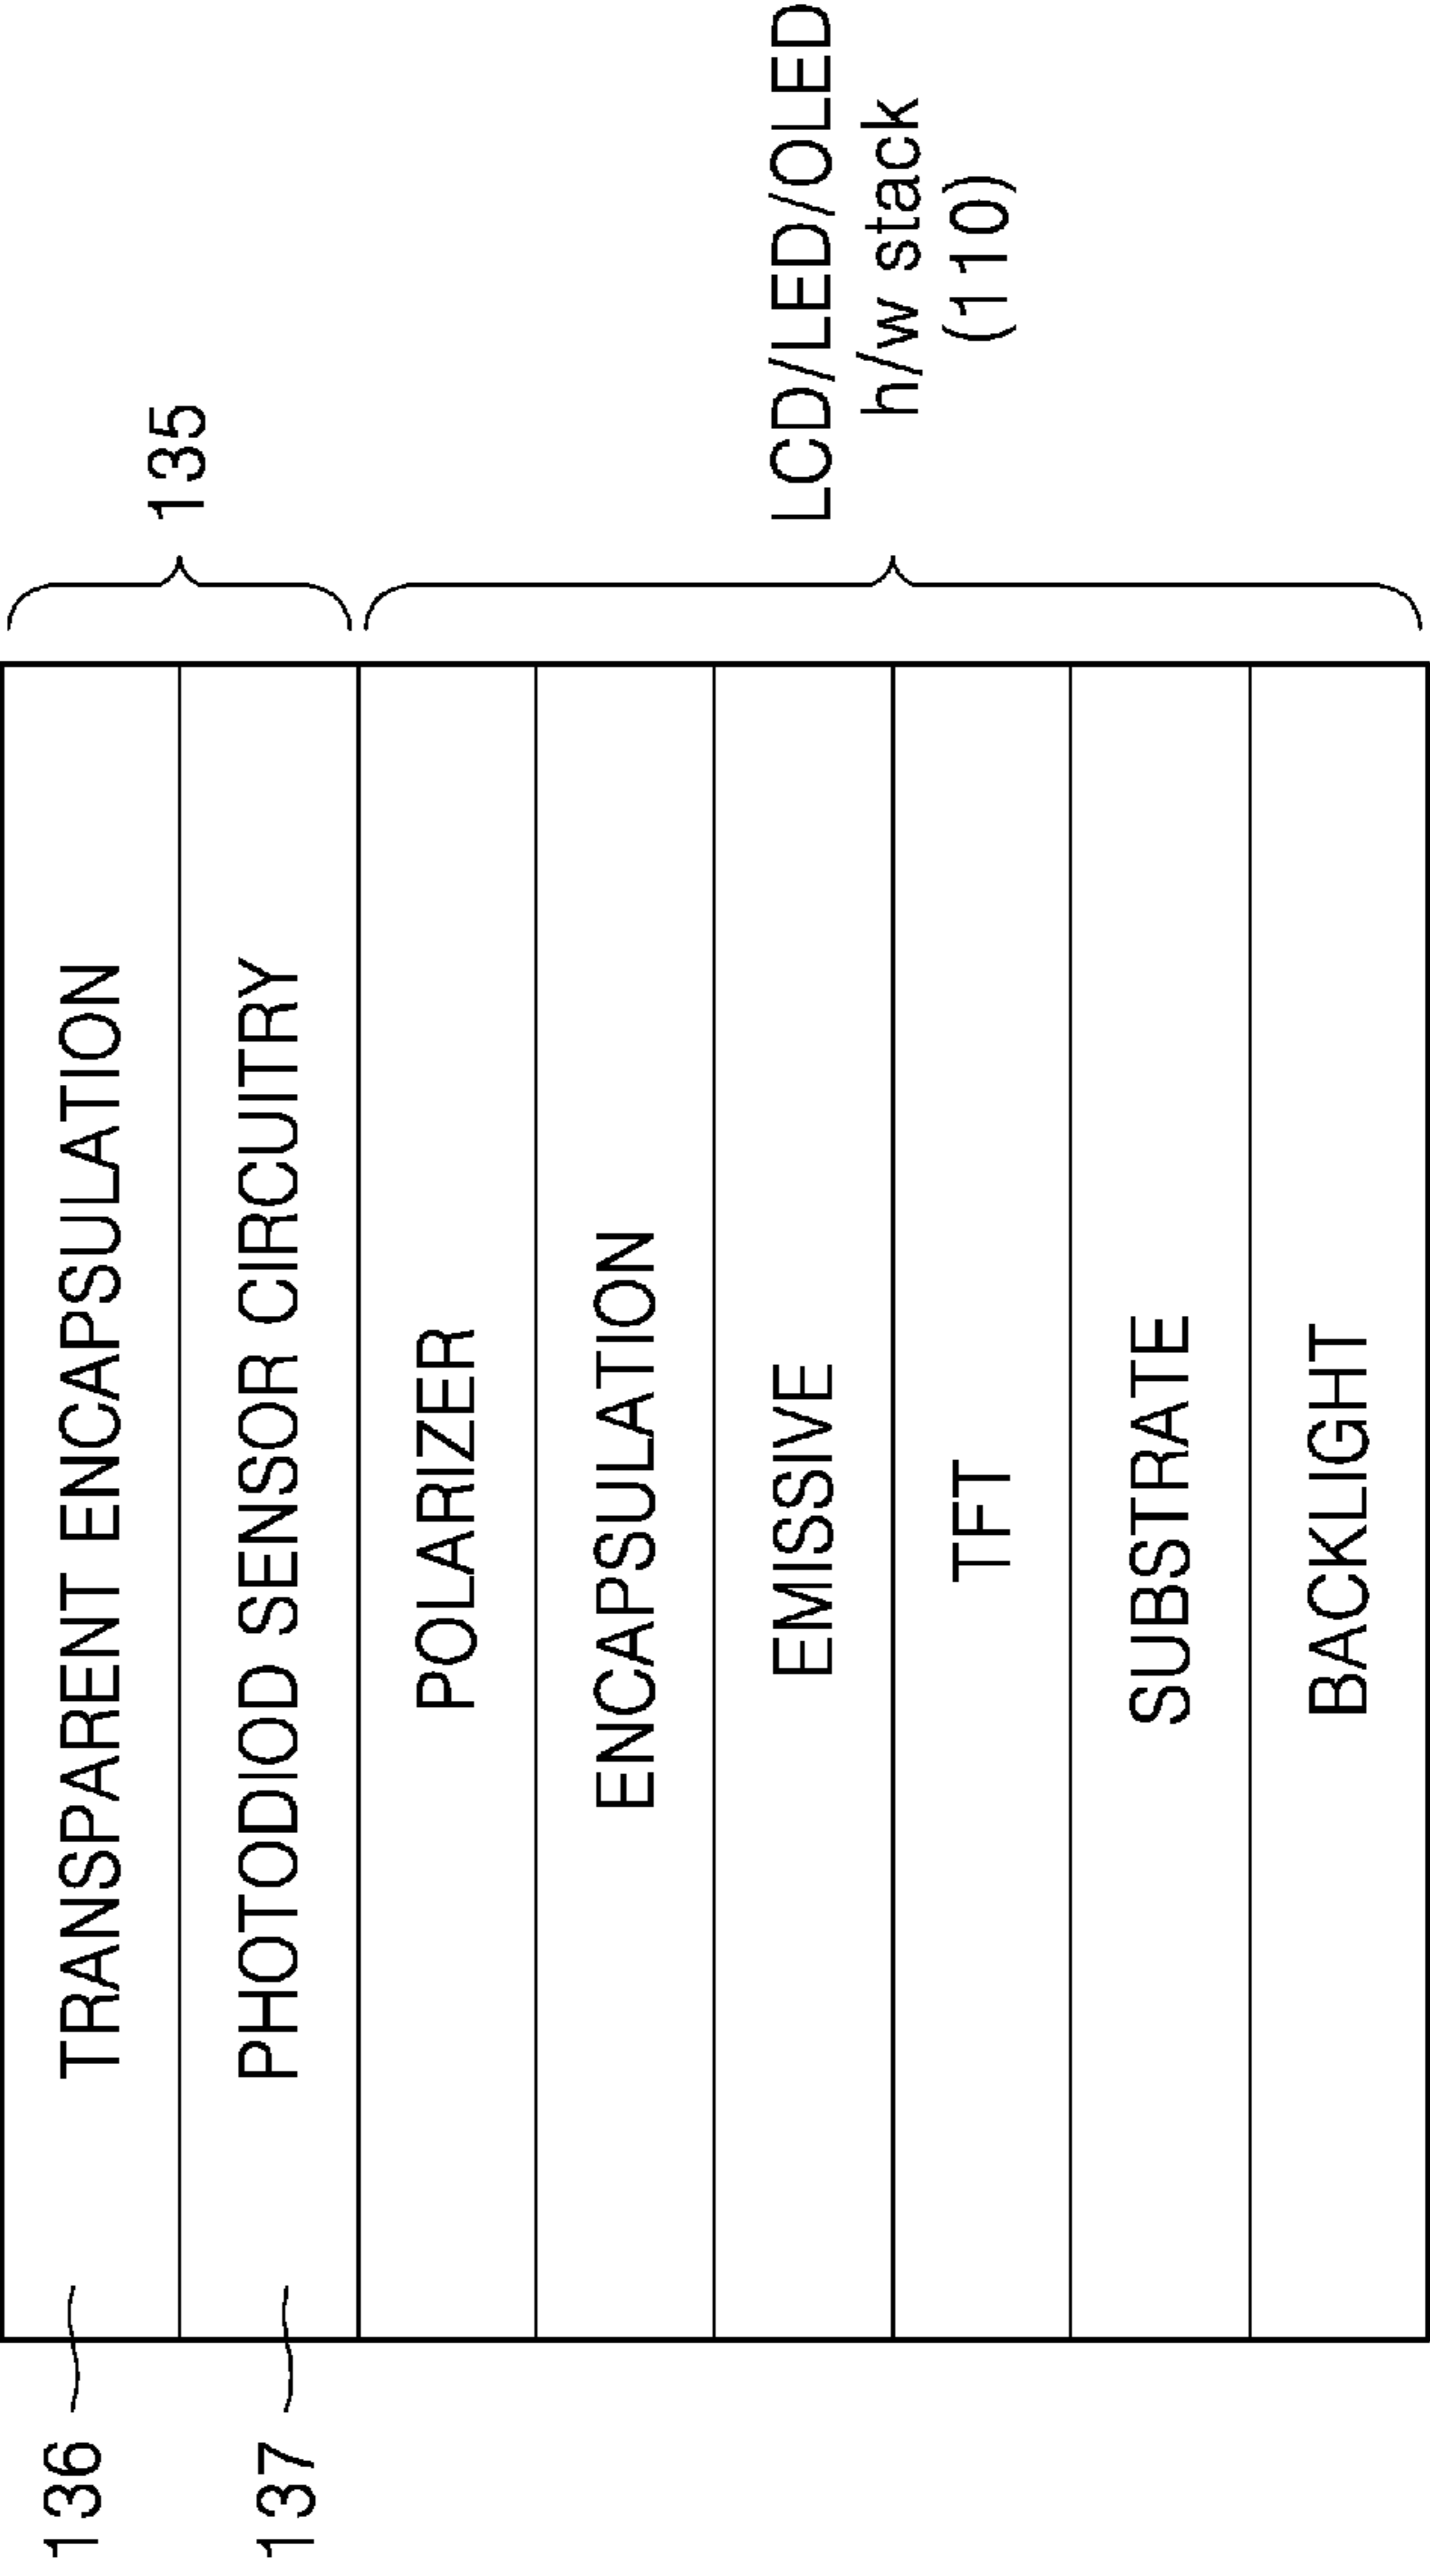 136
TRANSPARENT ENCAPSULATION
135
137
PHOTODIOD SENSOR CIRCUITRY
POLARIZER
ENCAPSULATION
EMISSIVE
TFT
SUBSTRATE
BACKLIGHT
LCD/LED/OLED
h/w stack
(110)